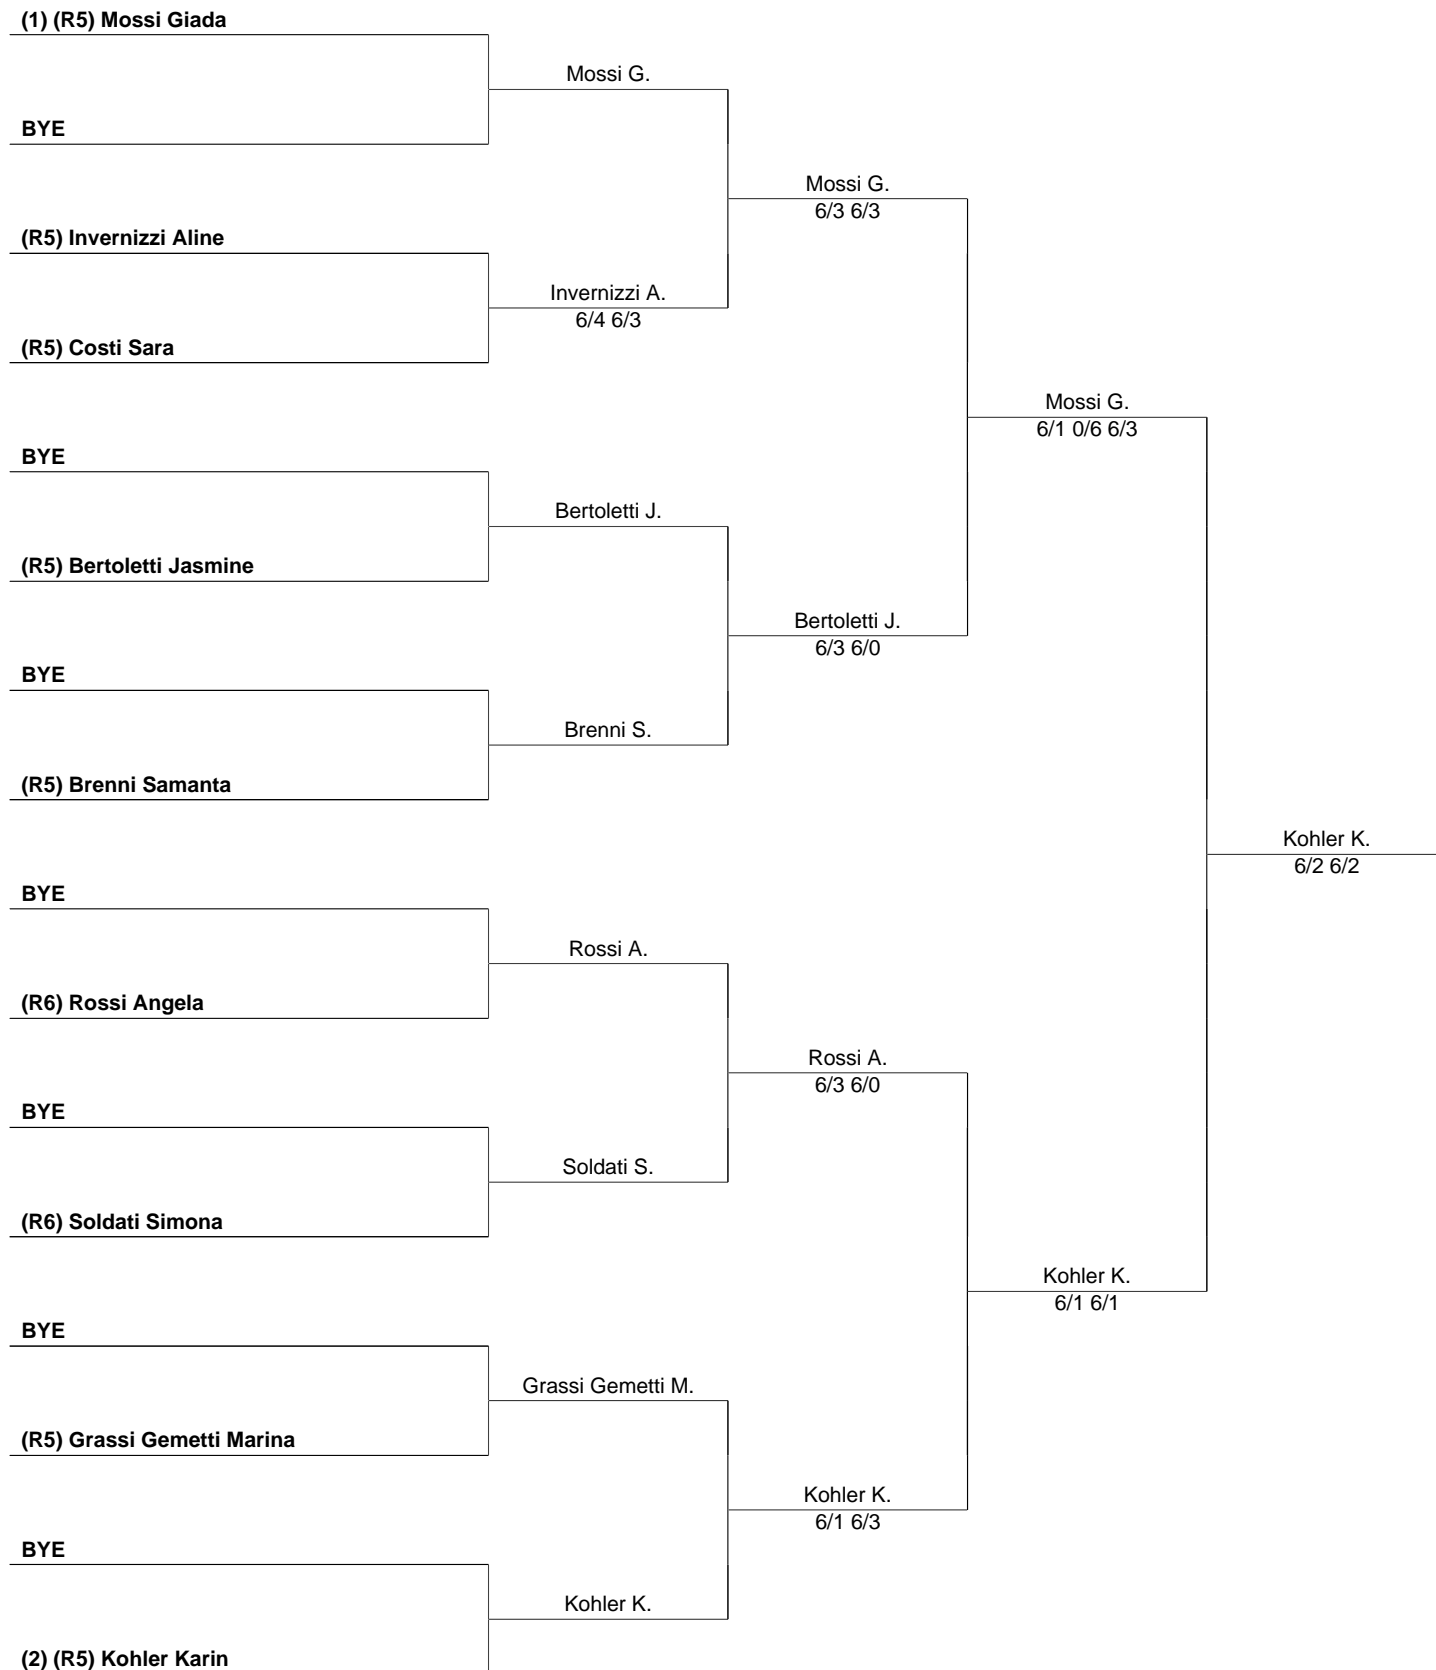 (1) (R5) Mossi Giada
Mossi G.
BYE
Mossi G.
6/3 6/3
(R5) Invernizzi Aline
Invernizzi A.
6/4 6/3
(R5) Costi Sara
Mossi G.
6/1 0/6 6/3
BYE
Bertoletti J.
(R5) Bertoletti Jasmine
Bertoletti J.
6/3 6/0
BYE
Brenni S.
(R5) Brenni Samanta
Kohler K.
6/2 6/2
BYE
Rossi A.
(R6) Rossi Angela
Rossi A.
6/3 6/0
BYE
Soldati S.
(R6) Soldati Simona
Kohler K.
6/1 6/1
BYE
Grassi Gemetti M.
(R5) Grassi Gemetti Marina
Kohler K.
6/1 6/3
BYE
Kohler K.
(2) (R5) Kohler Karin